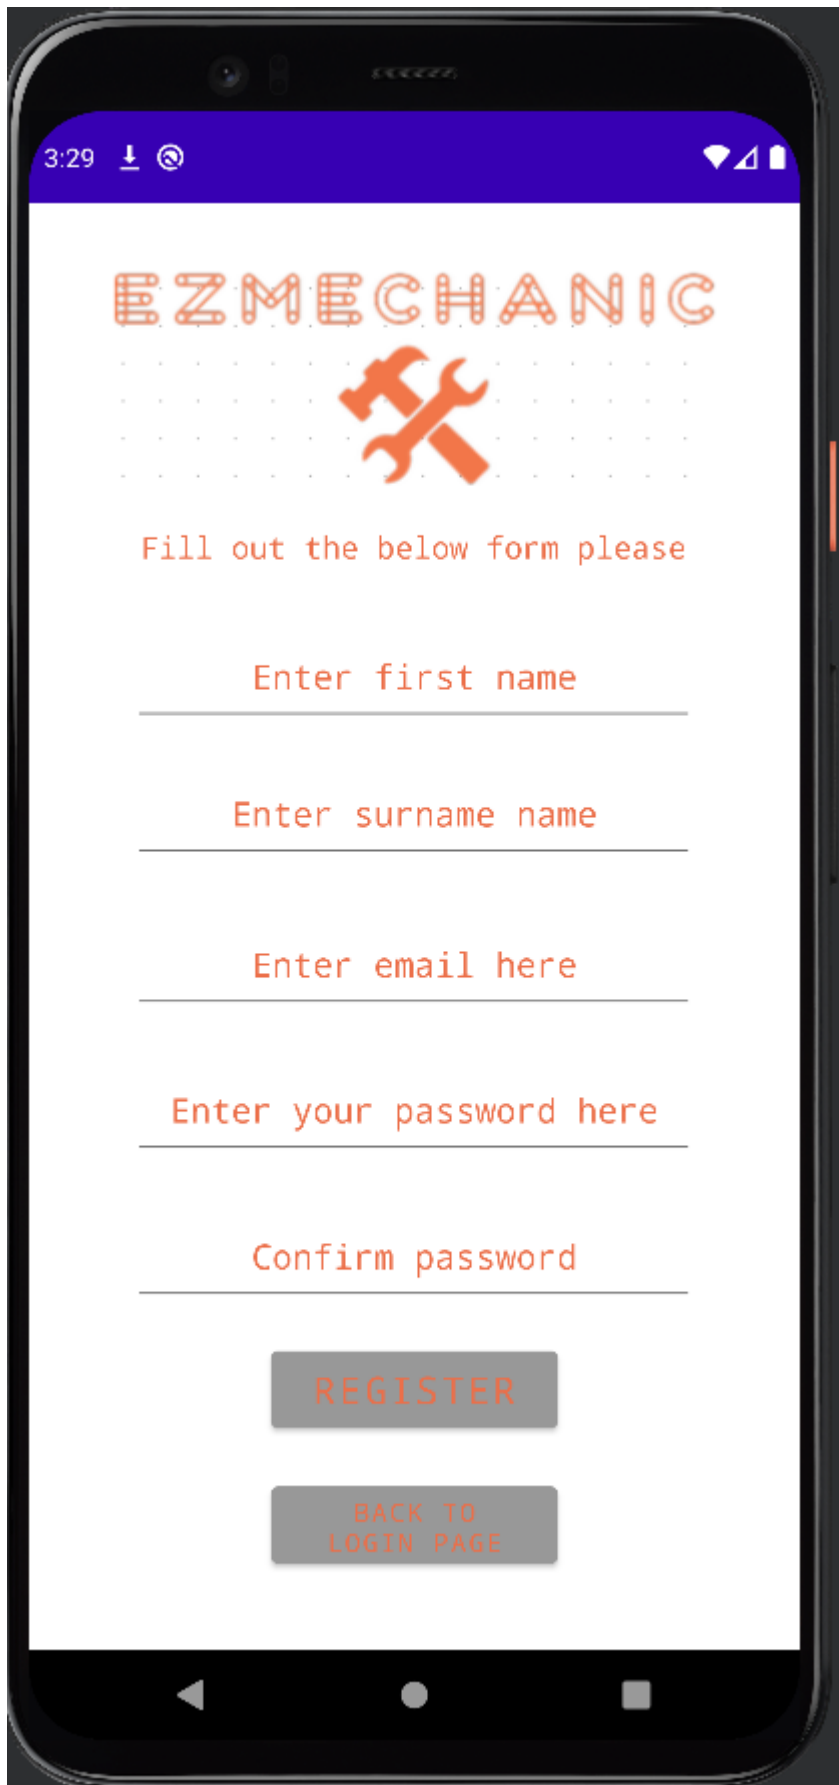 3:29
EZMECHANIC
Fill out the below form please
Enter first name
Enter surname name
Enter email here
Enter your password here
Confirm password
REGISTER
BACK TO
LOGIN PAGE